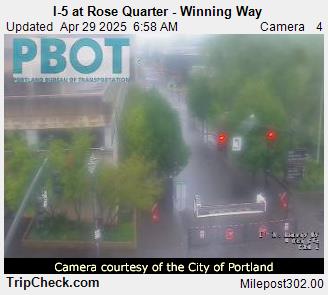 I-5 at Rose Quarter - Winning Way
Updated Apr 29 2025 6:58 AM Camera 4
PBOT
PORTLAND BUREAU OF TRANSPORTATION
Camera courtesy of the City of Portland
TripCheck.com Milepost302.00